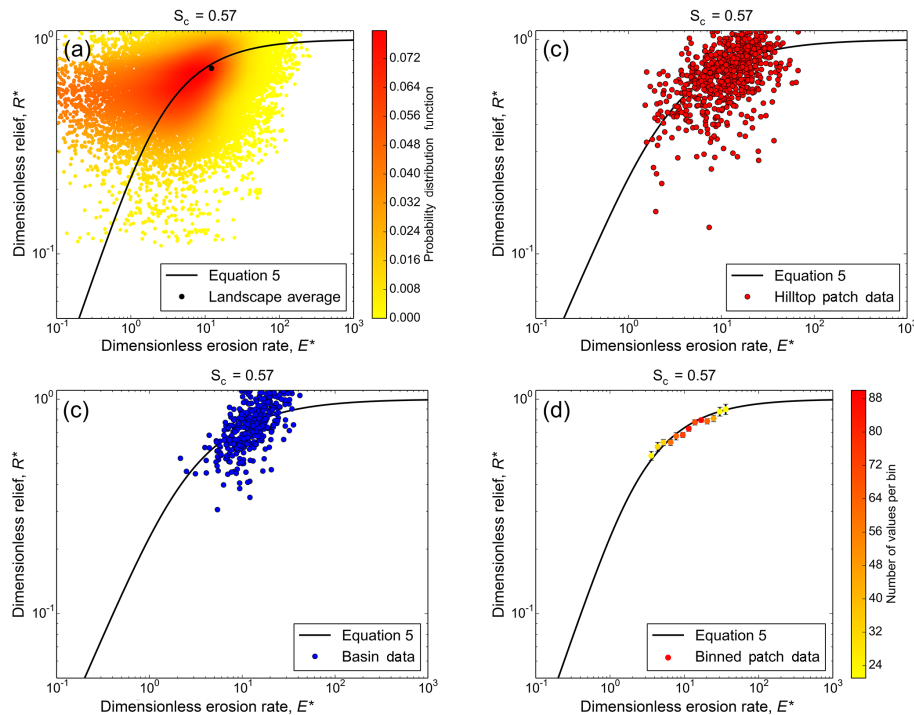 S_c = 0.57
(a)
10^0
10^-1
Dimensionless relief, R*
10^-1 10^0 10^1 10^2 10^3
Dimensionless erosion rate, E*
Equation 5
Landscape average
0.072
0.064
0.056
0.048
0.040
0.032
0.024
0.016
0.008
0.000
Probability distribution function
S_c = 0.57
(c)
10^0
10^-1
Dimensionless relief, R*
10^-1 10^0 10^1 10^2 10^3
Dimensionless erosion rate, E*
Equation 5
Hilltop patch data
S_c = 0.57
(c)
10^0
10^-1
Dimensionless relief, R*
10^-1 10^0 10^1 10^2 10^3
Dimensionless erosion rate, E*
Equation 5
Basin data
S_c = 0.57
(d)
10^0
10^-1
Dimensionless relief, R*
10^-1 10^0 10^1 10^2 10^3
Dimensionless erosion rate, E*
Equation 5
Binned patch data
88
80
72
64
56
48
40
32
24
Number of values per bin